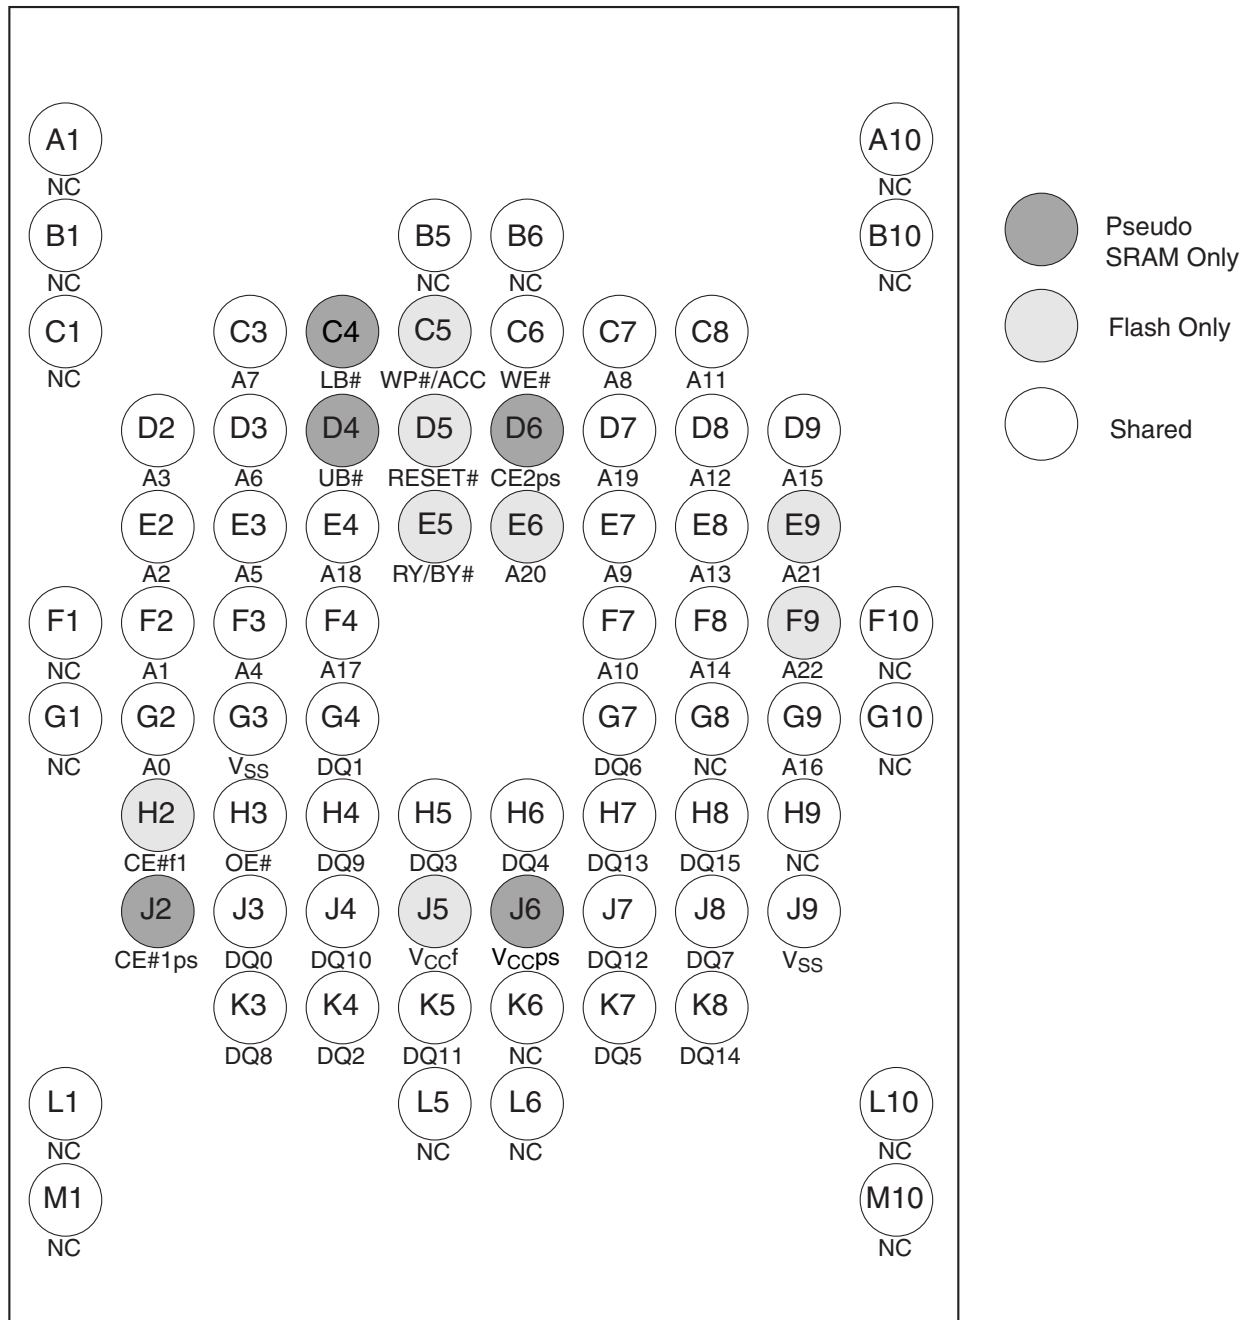 A1 A10
NC NC
B1 B5 B6 B10
NC NC NC NC
C1 C3 C4 C5 C6 C7 C8
NC A7 LB# WP#/ACC WE# A8 A11
D2 D3 D4 D5 D6 D7 D8 D9
A3 A6 UB# RESET# CE2ps A19 A12 A15
E2 E3 E4 E5 E6 E7 E8 E9
A2 A5 A18 RY/BY# A20 A9 A13 A21
F1 F2 F3 F4 F7 F8 F9 F10
NC A1 A4 A17 A10 A14 A22 NC
G1 G2 G3 G4 G7 G8 G9 G10
NC A0 VSS DQ1 DQ6 NC A16 NC
H2 H3 H4 H5 H6 H7 H8 H9
CE#f1 OE# DQ9 DQ3 DQ4 DQ13 DQ15 NC
J2 J3 J4 J5 J6 J7 J8 J9
CE#1ps DQ0 DQ10 VCCf VCCps DQ12 DQ7 VSS
K3 K4 K5 K6 K7 K8
DQ8 DQ2 DQ11 NC DQ5 DQ14
L1 L5 L6 L10
NC NC NC NC
M1 M10
NC NC
Pseudo
SRAM Only
Flash Only
Shared